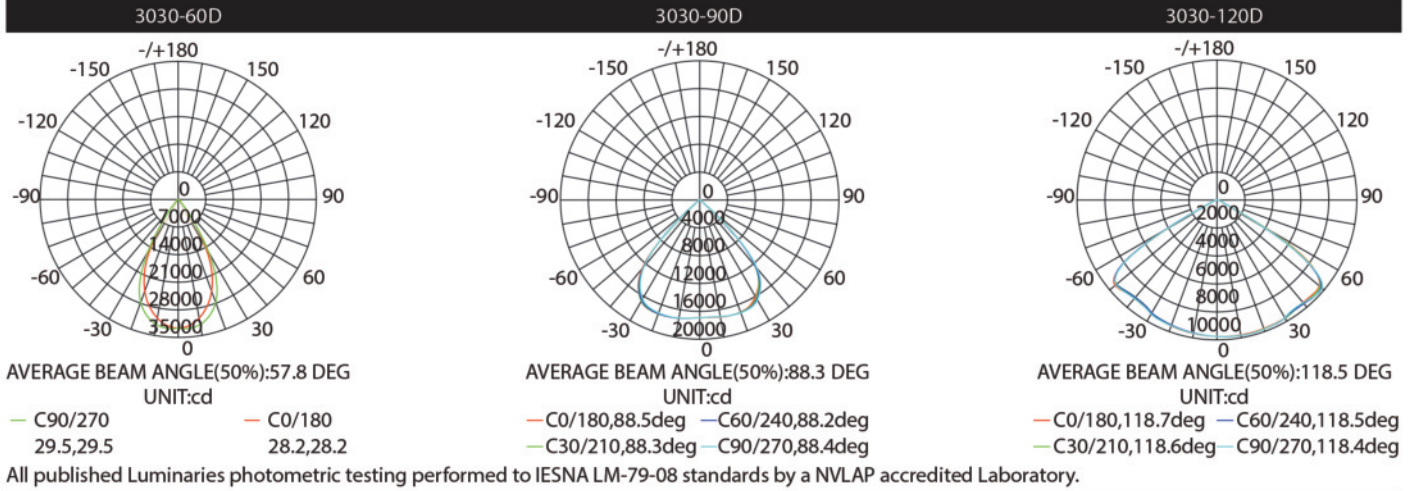 3030-60D
-/+180
-150
150
-120
120
-90
90
0
7000
14000
21000
28000
35000
-60
60
-30
30
0
AVERAGE BEAM ANGLE(50%):57.8 DEG
UNIT:cd
C90/270
C0/180
29.5,29.5
28.2,28.2
3030-90D
-/+180
-150
150
-120
120
-90
90
0
4000
8000
12000
16000
20000
-60
60
-30
30
0
AVERAGE BEAM ANGLE(50%):88.3 DEG
UNIT:cd
C0/180,88.5deg
C60/240,88.2deg
C30/210,88.3deg
C90/270,88.4deg
3030-120D
-/+180
-150
150
-120
120
-90
90
0
2000
4000
6000
8000
10000
-60
60
-30
30
0
AVERAGE BEAM ANGLE(50%):118.5 DEG
UNIT:cd
C0/180,118.7deg
C60/240,118.5deg
C30/210,118.6deg
C90/270,118.4deg
All published Luminaries photometric testing performed to IESNA LM-79-08 standards by a NVLAP accredited Laboratory.